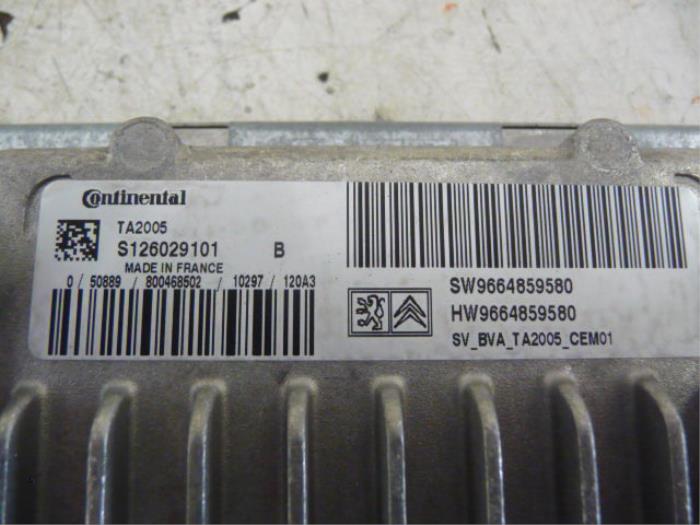 Continental
TA2005
S126029101 B
MADE IN FRANCE
0 / 50889 / 800468502 / 10297 / 120A3
SW9664859580
HW9664859580
SV_BVA_TA2005_CEM01